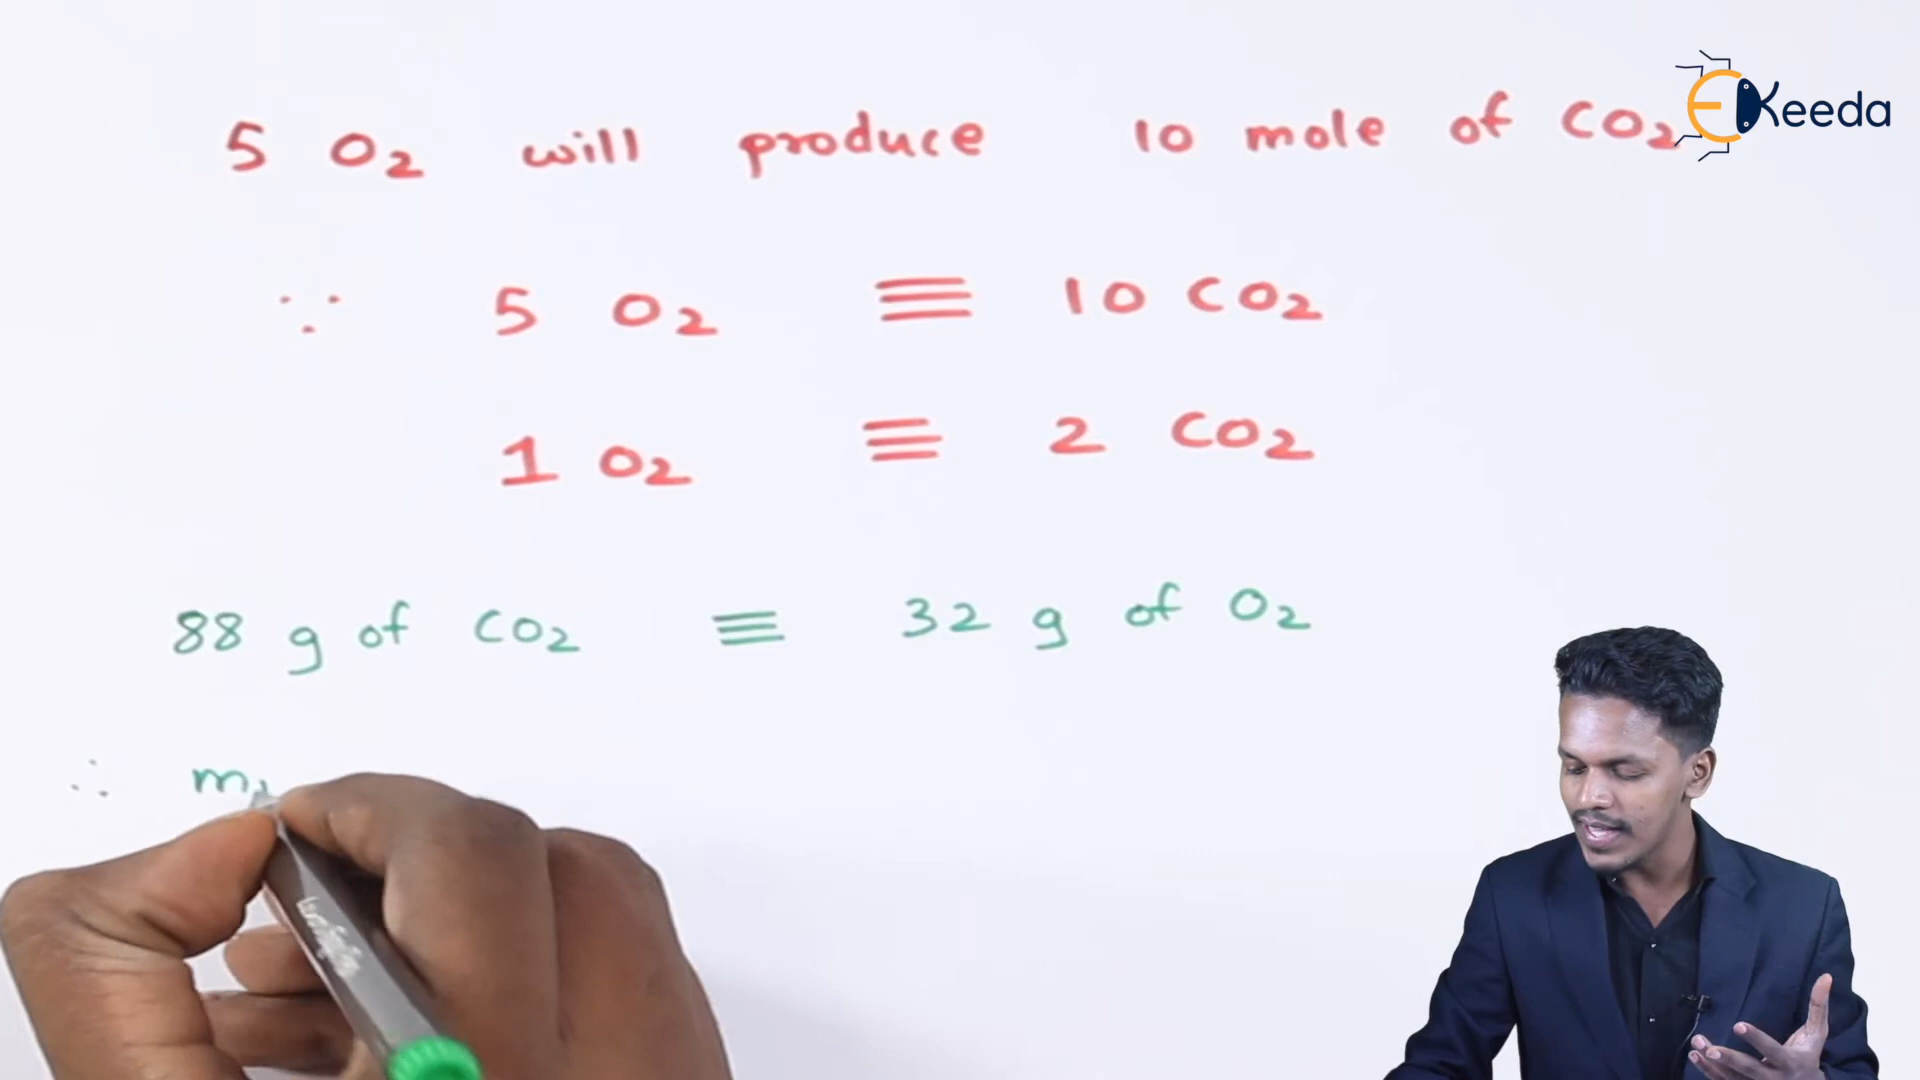 5 O₂ will produce 10 mole of CO₂
EKeeda
∵ 5 O₂ ≡ 10 CO₂
1 O₂ ≡ 2 CO₂
88 g of CO₂ ≡ 32 g of O₂
∴